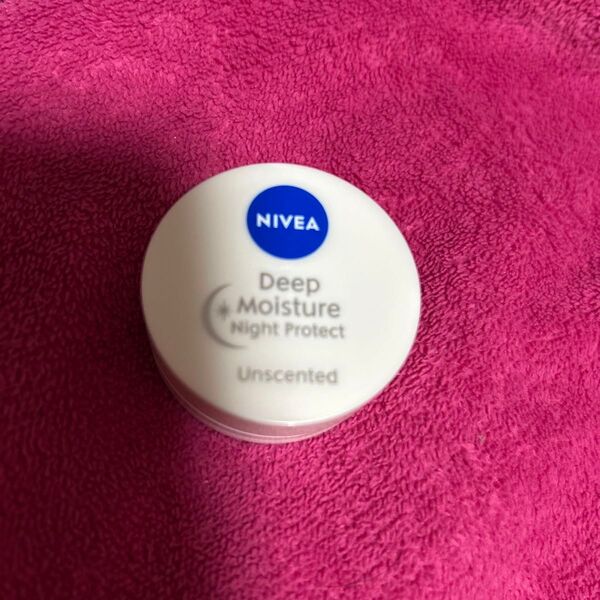 NIVEA
Deep
Moisture
Night Protect
Unscented